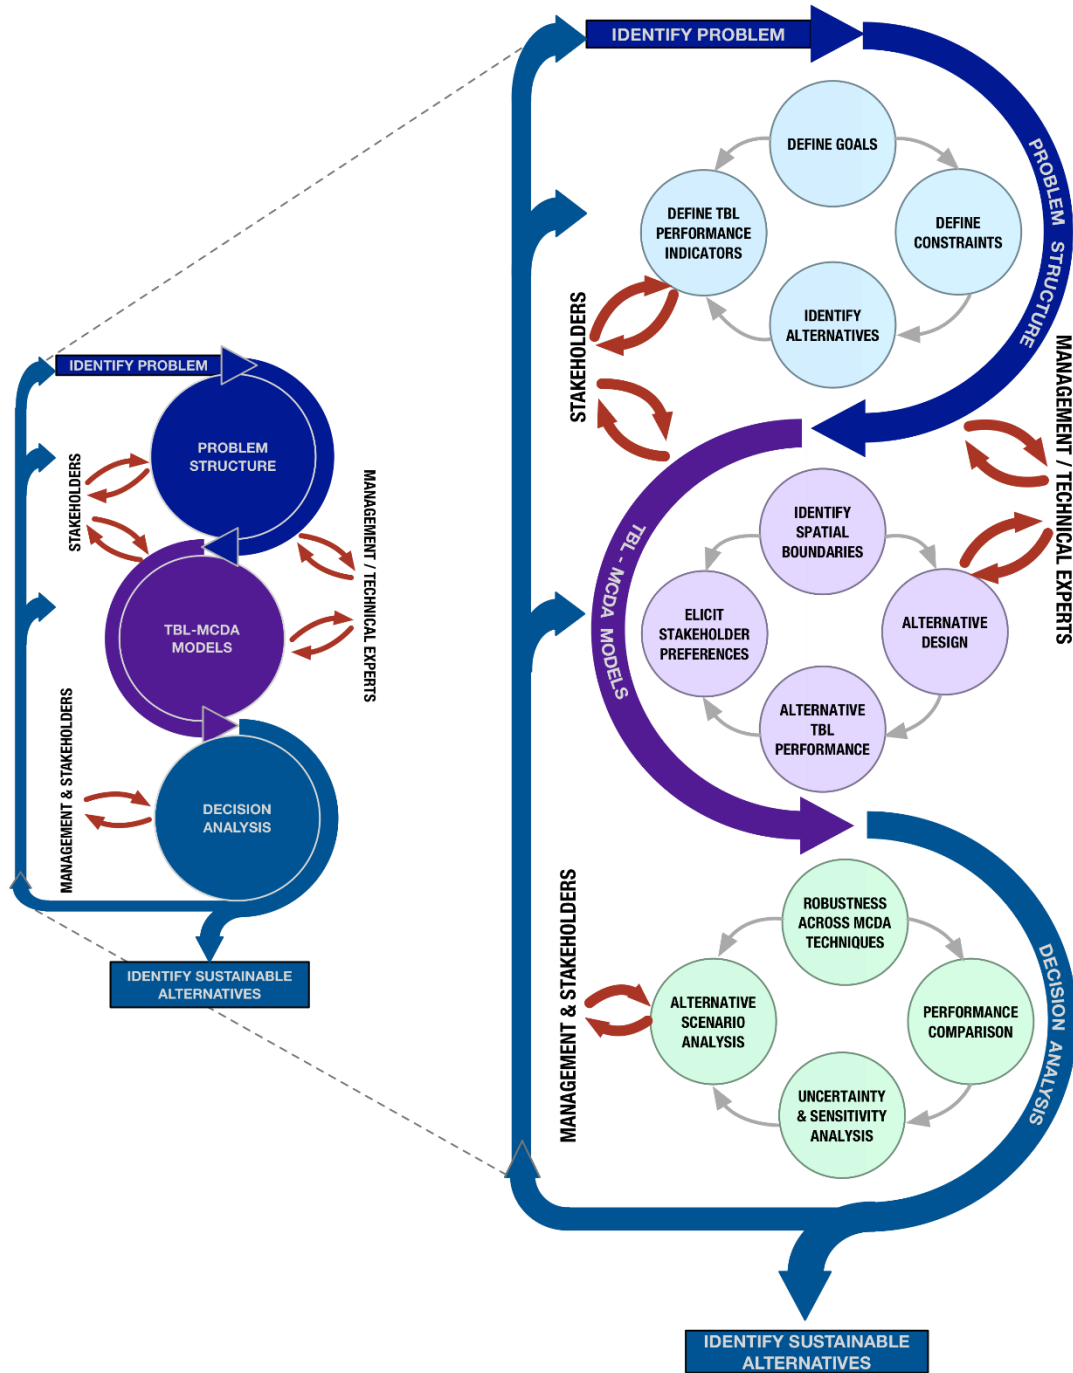 IDENTIFY PROBLEM
PROBLEM
STRUCTURE
STAKEHOLDERS
MANAGEMENT / TECHNICAL EXPERTS
TBL-MCDA
MODELS
MANAGEMENT & STAKEHOLDERS
DECISION
ANALYSIS
IDENTIFY SUSTAINABLE
ALTERNATIVES
IDENTIFY PROBLEM
PROBLEM STRUCTURE
DEFINE GOALS
DEFINE TBL
PERFORMANCE
INDICATORS
DEFINE
CONSTRAINTS
IDENTIFY
ALTERNATIVES
STAKEHOLDERS
MANAGEMENT / TECHNICAL EXPERTS
TBL - MCDA MODELS
IDENTIFY
SPATIAL
BOUNDARIES
ELICIT
STAKEHOLDER
PREFERENCES
ALTERNATIVE
DESIGN
ALTERNATIVE
TBL
PERFORMANCE
MANAGEMENT & STAKEHOLDERS
DECISION ANALYSIS
ROBUSTNESS
ACROSS MCDA
TECHNIQUES
ALTERNATIVE
SCENARIO
ANALYSIS
PERFORMANCE
COMPARISON
UNCERTAINTY
& SENSITIVITY
ANALYSIS
IDENTIFY SUSTAINABLE
ALTERNATIVES